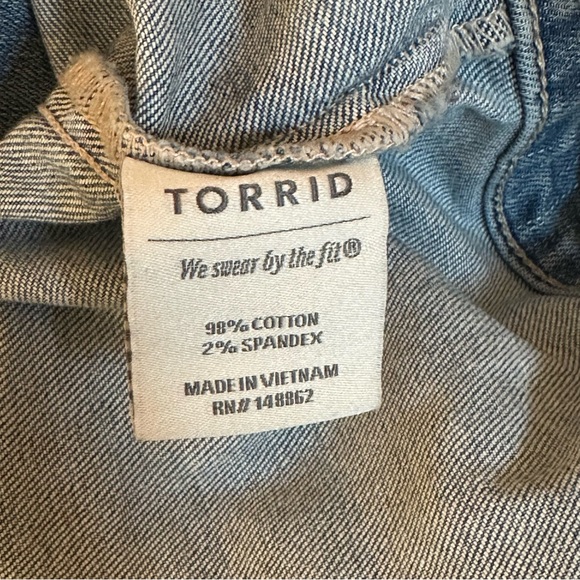 TORRID
We swear by the fit®
98% COTTON
2% SPANDEX
MADE IN VIETNAM
RN# 148862